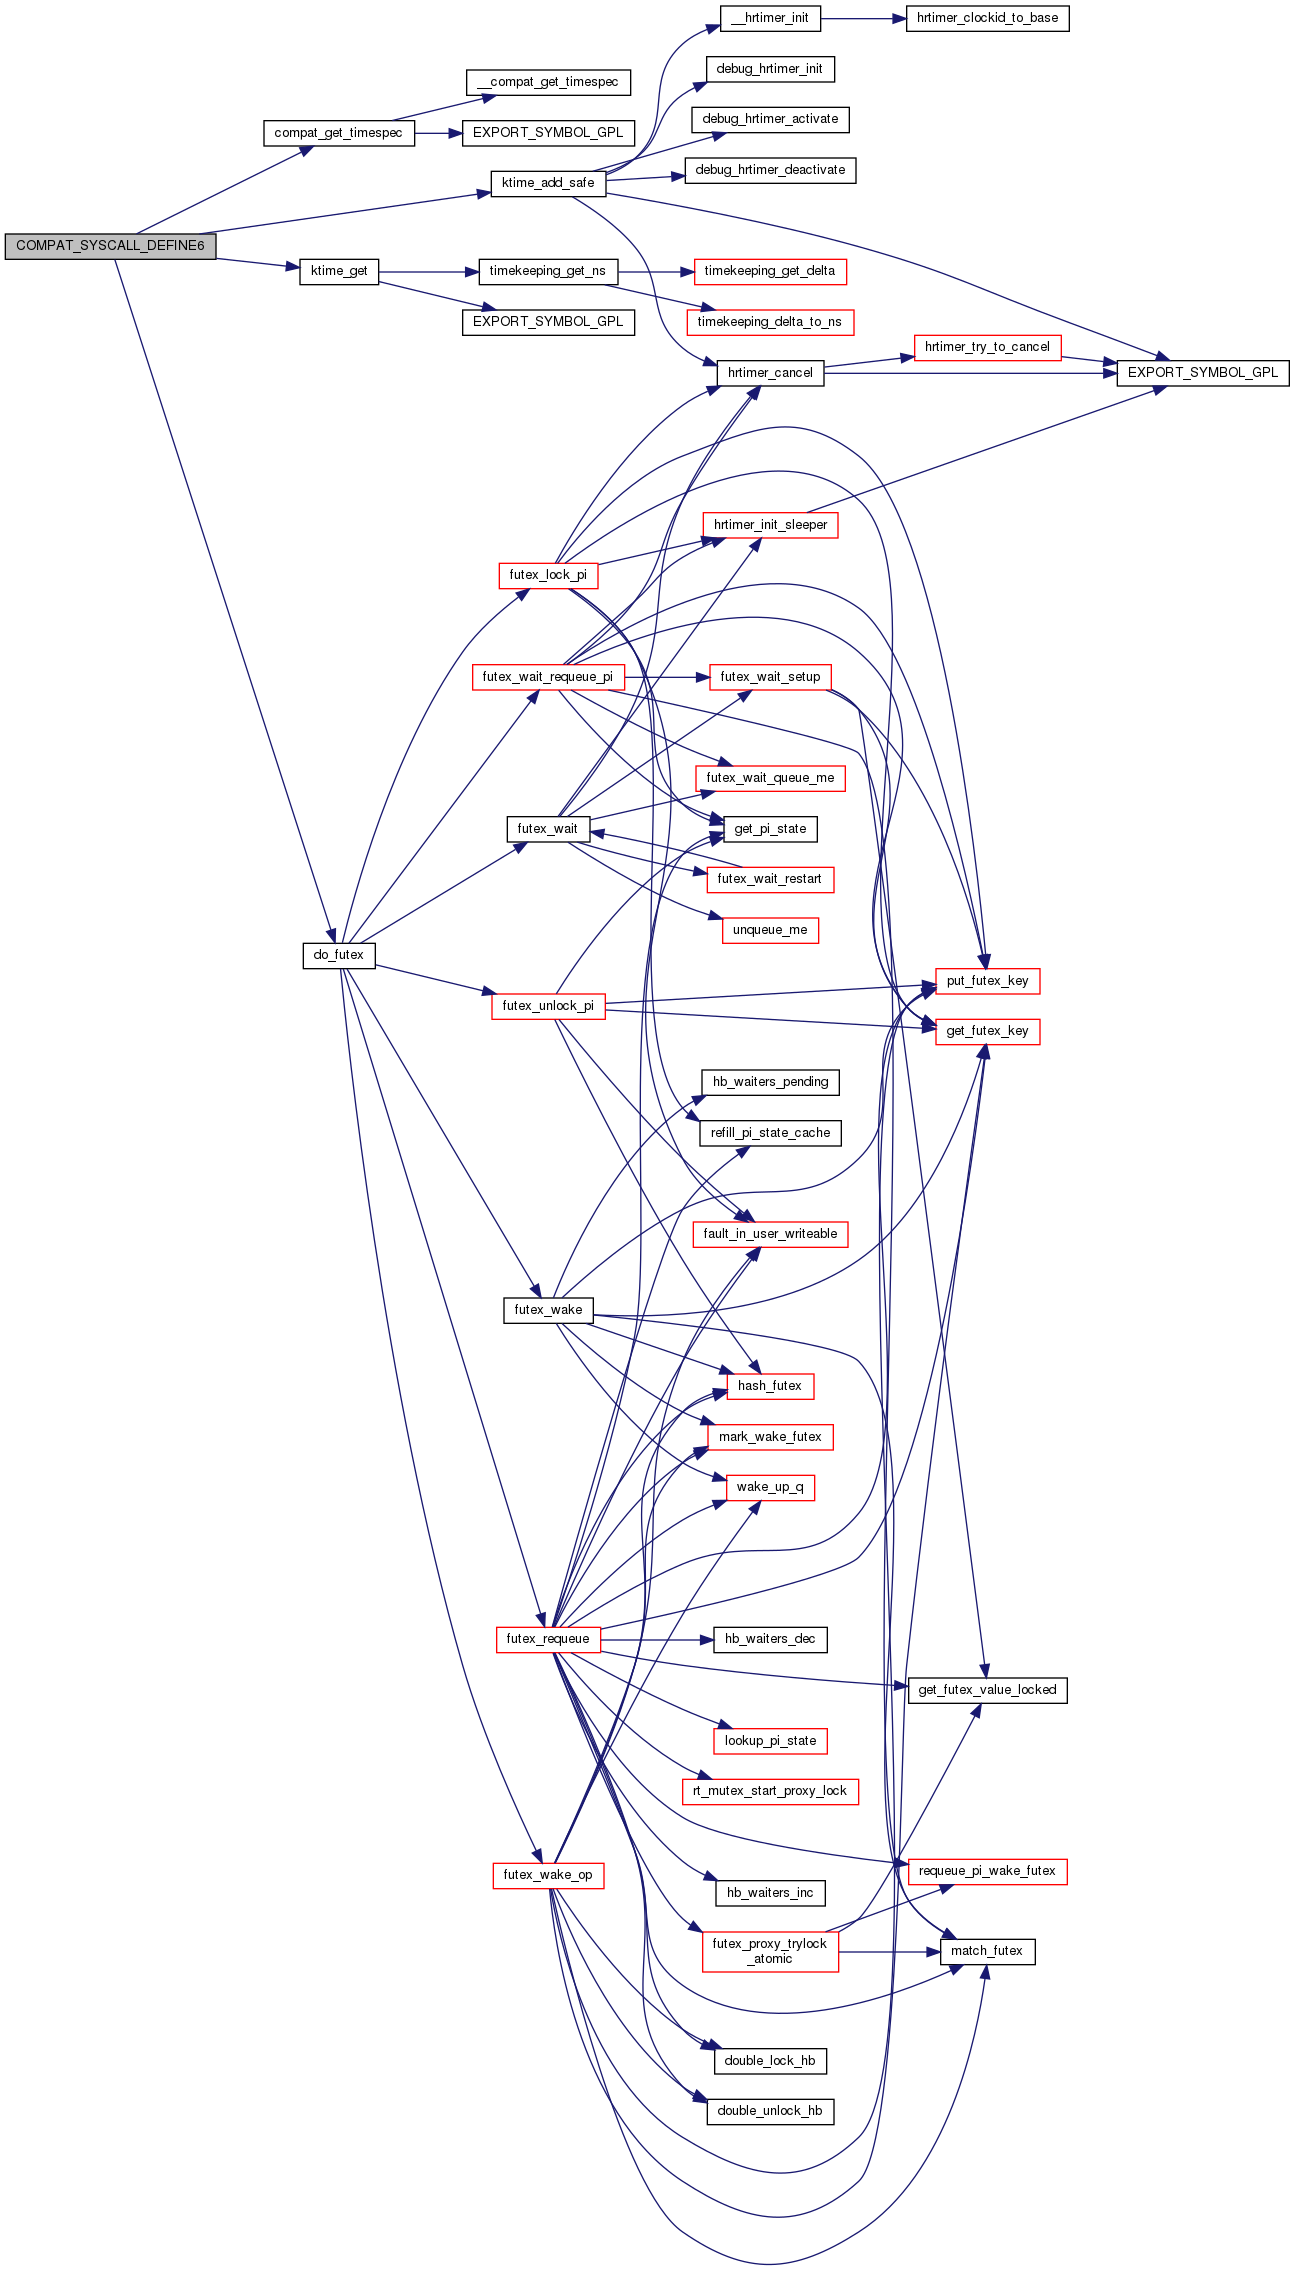 __hrtimer_init
hrtimer_clockid_to_base
debug_hrtimer_init
__compat_get_timespec
debug_hrtimer_activate
compat_get_timespec
EXPORT_SYMBOL_GPL
debug_hrtimer_deactivate
ktime_add_safe
COMPAT_SYSCALL_DEFINE6
ktime_get
timekeeping_get_ns
timekeeping_get_delta
EXPORT_SYMBOL_GPL
timekeeping_delta_to_ns
hrtimer_try_to_cancel
hrtimer_cancel
EXPORT_SYMBOL_GPL
hrtimer_init_sleeper
futex_lock_pi
futex_wait_requeue_pi
futex_wait_setup
futex_wait_queue_me
futex_wait
get_pi_state
futex_wait_restart
unqueue_me
do_futex
put_futex_key
futex_unlock_pi
get_futex_key
hb_waiters_pending
refill_pi_state_cache
fault_in_user_writeable
futex_wake
hash_futex
mark_wake_futex
wake_up_q
futex_requeue
hb_waiters_dec
get_futex_value_locked
lookup_pi_state
rt_mutex_start_proxy_lock
futex_wake_op
requeue_pi_wake_futex
hb_waiters_inc
futex_proxy_trylock
_atomic
match_futex
double_lock_hb
double_unlock_hb